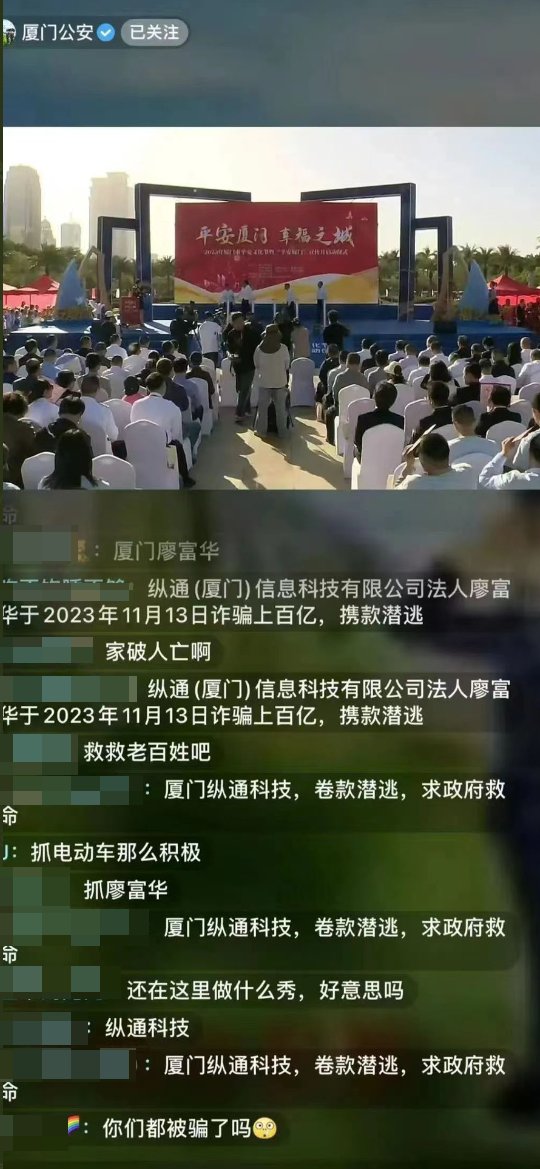 厦门公安 已关注
平安厦门 幸福之城
命
：厦门廖富华
纵通(厦门)信息科技有限公司法人廖富
华于2023年11月13日诈骗上百亿，携款潜逃
家破人亡啊
纵通(厦门)信息科技有限公司法人廖富
华于2023年11月13日诈骗上百亿，携款潜逃
救救老百姓吧
：厦门纵通科技，卷款潜逃，求政府救
命
：抓电动车那么积极
抓廖富华
厦门纵通科技，卷款潜逃，求政府救
命
还在这里做什么秀，好意思吗
：纵通科技
：厦门纵通科技，卷款潜逃，求政府救
命
🏳️‍🌈：你们都被骗了吗🙄